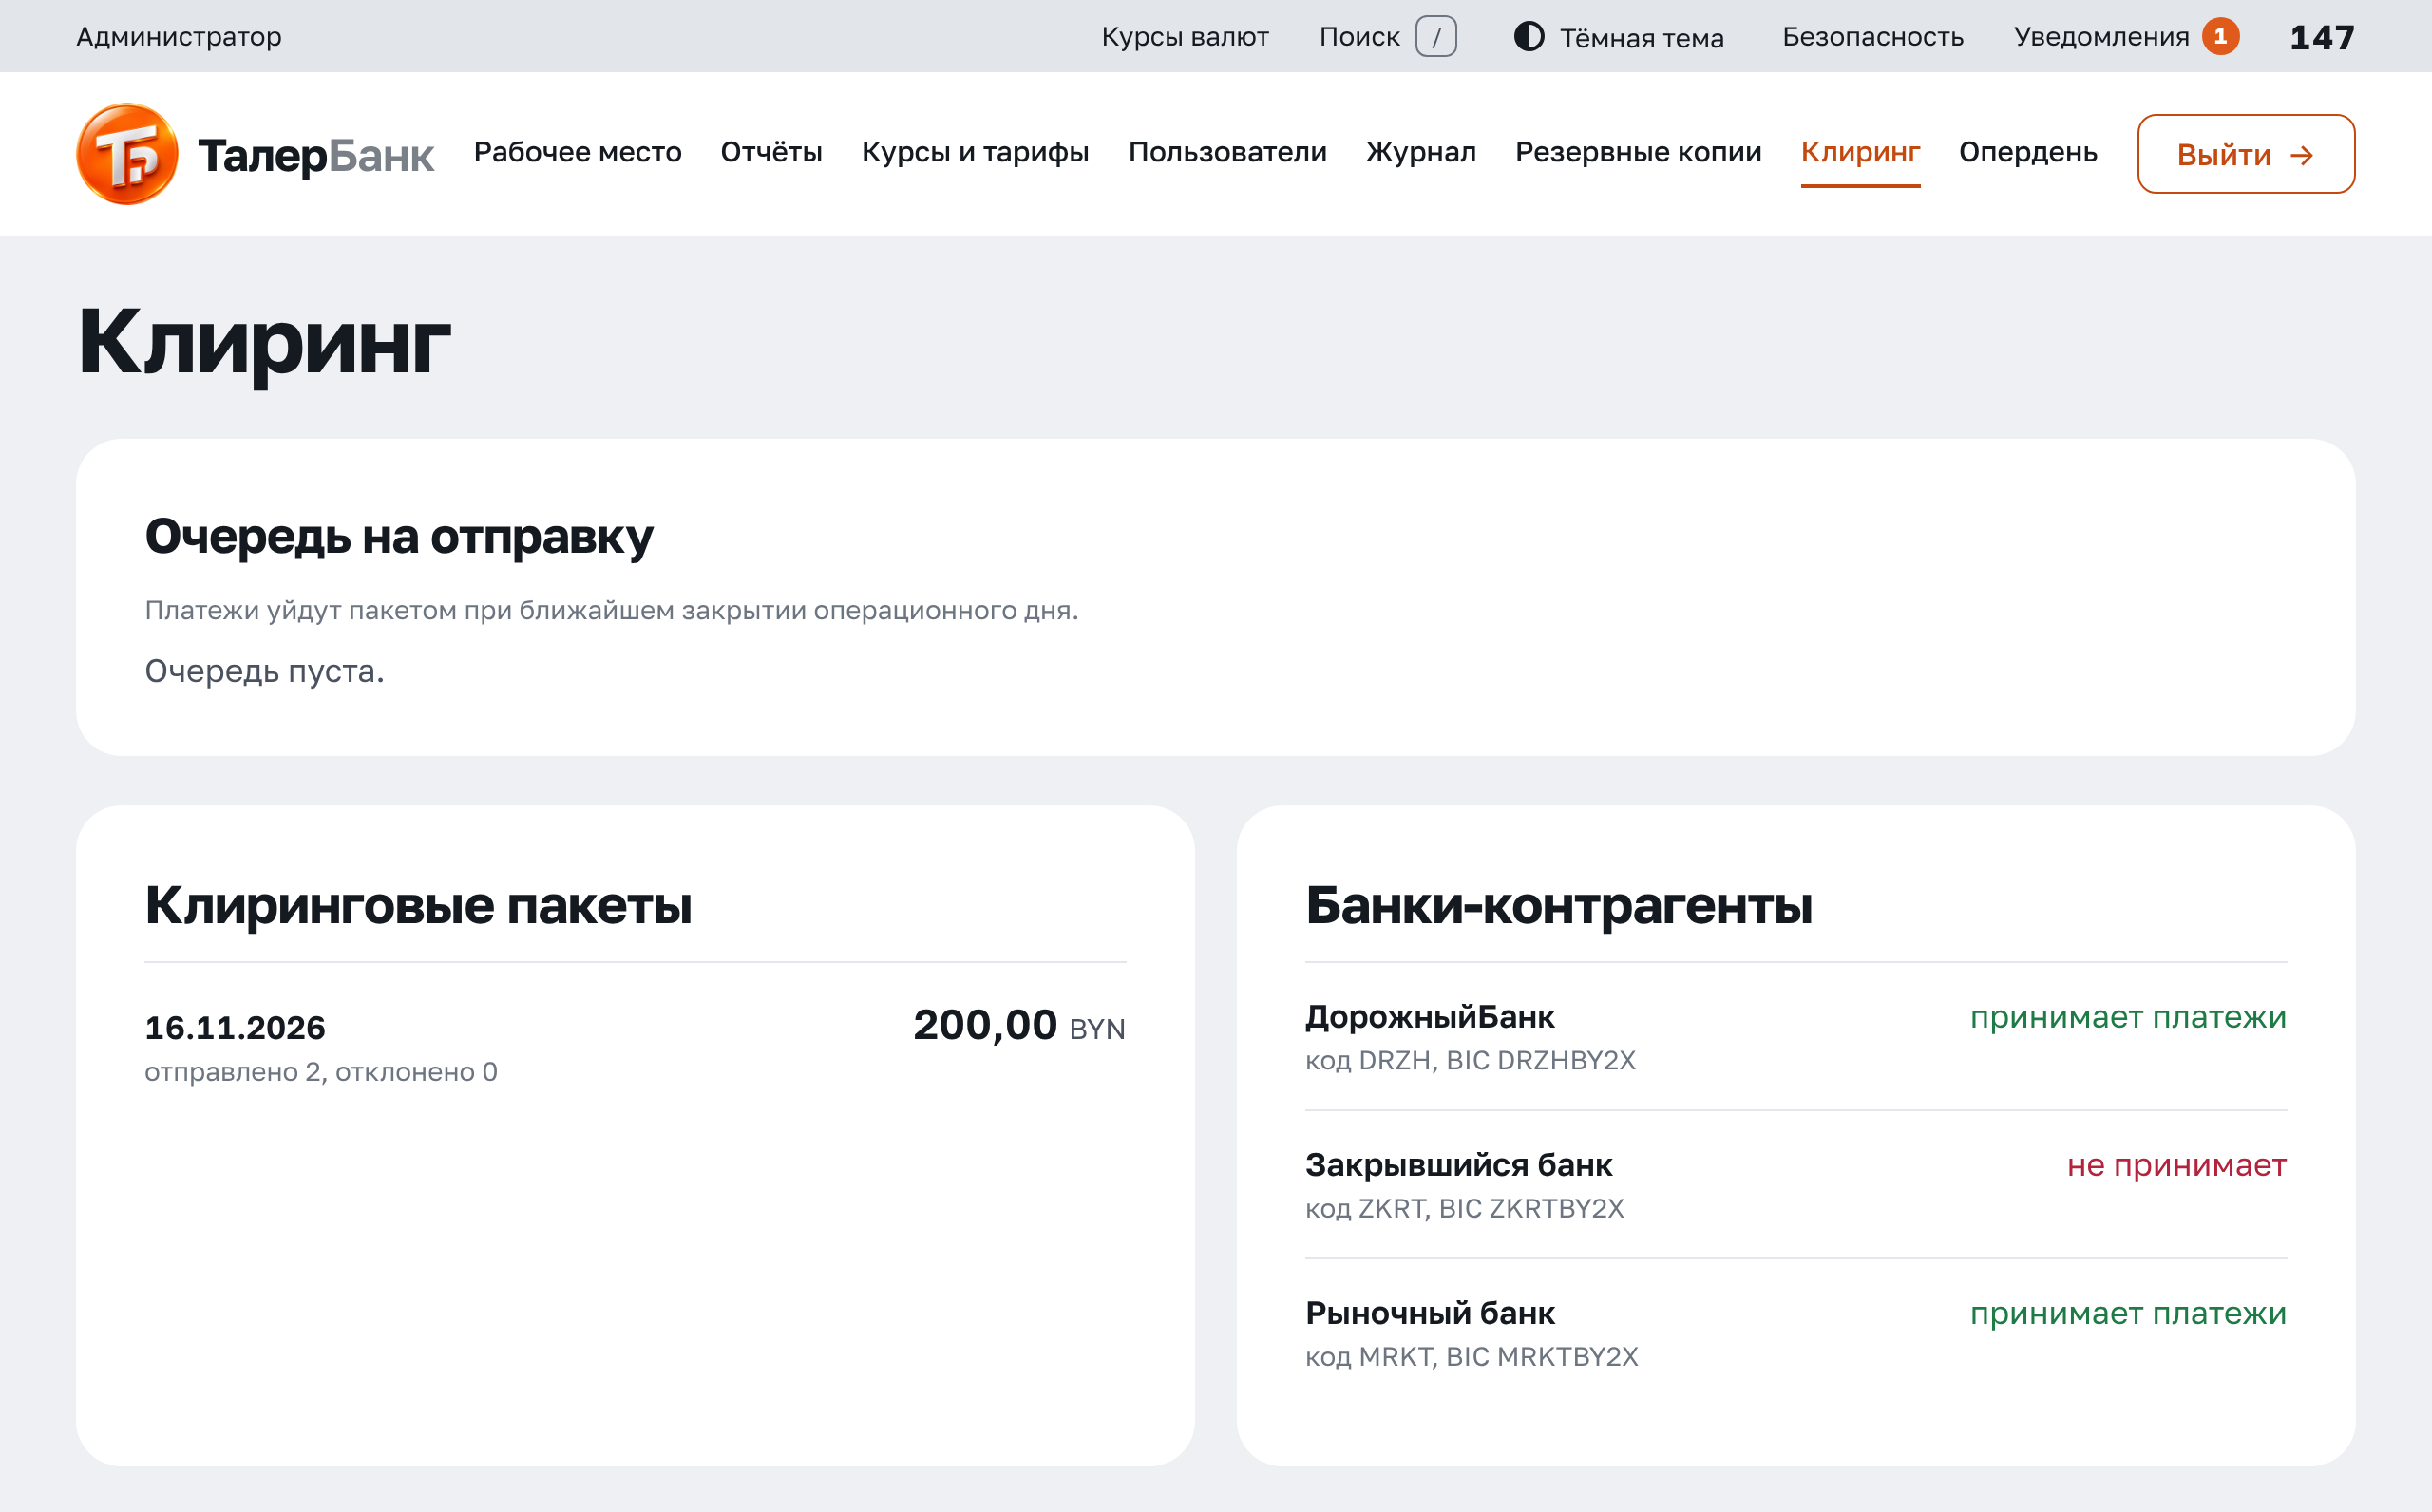 Администратор
Курсы валют
Поиск /
Тёмная тема
Безопасность
Уведомления 1
147
ТБ ТалерБанк
Рабочее место
Отчёты
Курсы и тарифы
Пользователи
Журнал
Резервные копии
Клиринг
Опердень
Выйти →
Клиринг
Очередь на отправку
Платежи уйдут пакетом при ближайшем закрытии операционного дня.
Очередь пуста.
Клиринговые пакеты
16.11.2026
200,00 BYN
отправлено 2, отклонено 0
Банки-контрагенты
ДорожныйБанк
принимает платежи
код DRZH, BIC DRZHBY2X
Закрывшийся банк
не принимает
код ZKRT, BIC ZKRTBY2X
Рыночный банк
принимает платежи
код MRKT, BIC MRKTBY2X